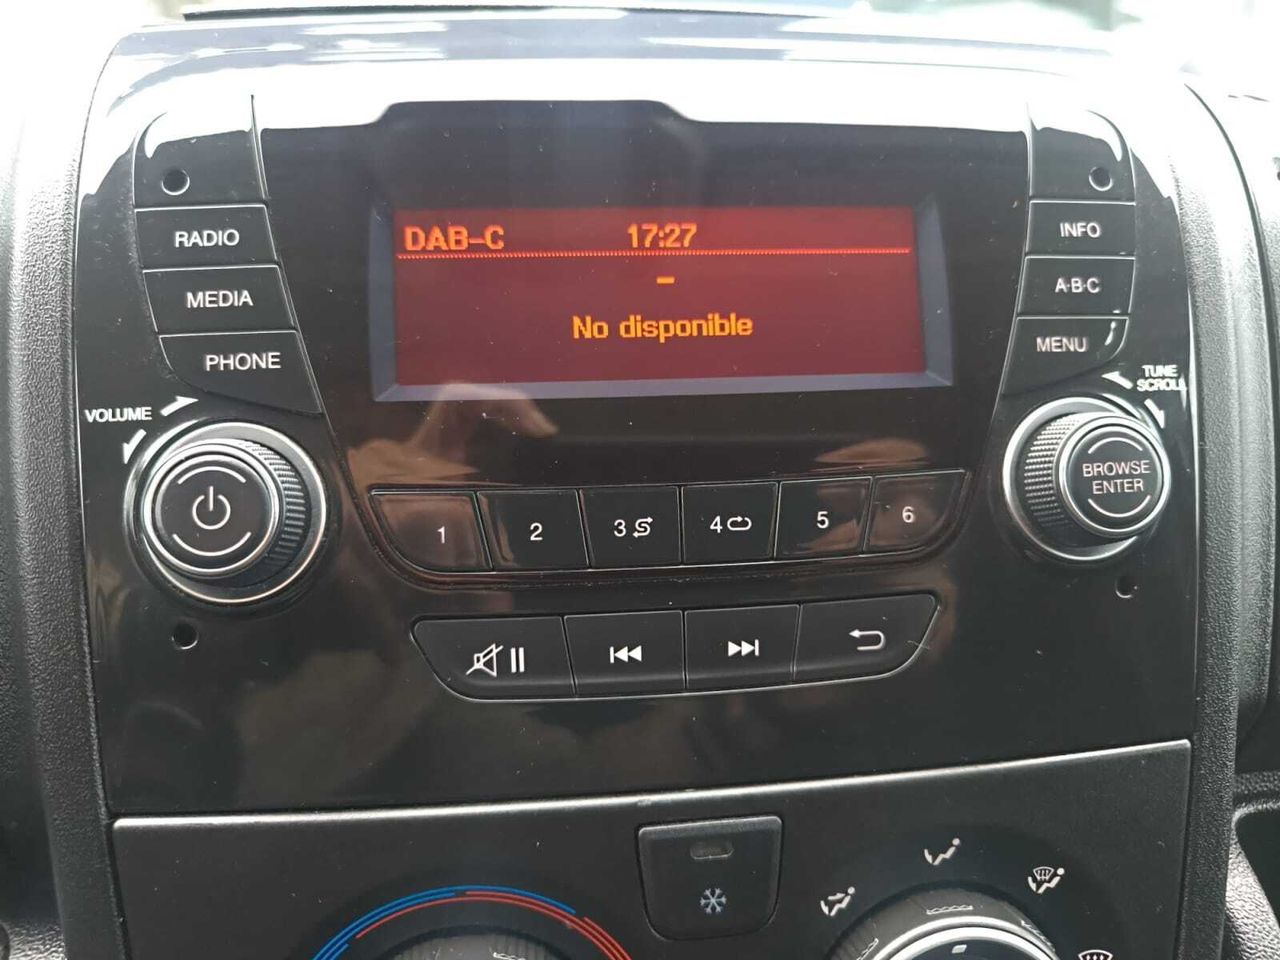 DAB-C 17:27
-
No disponible
RADIO
MEDIA
PHONE
VOLUME
INFO
A·B·C
MENU
TUNE
SCROLL
BROWSE
ENTER
1 2 3 4 5 6